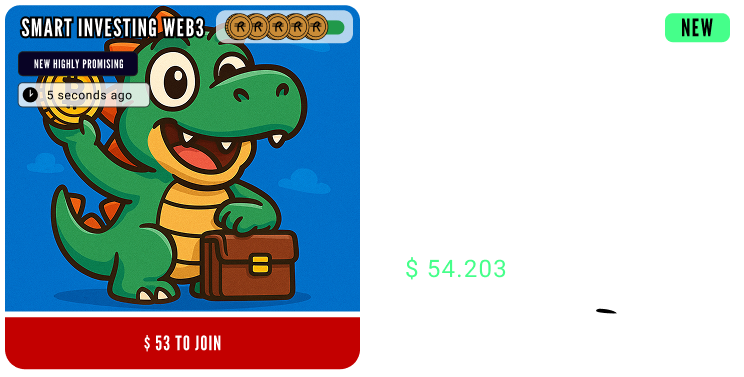 SMART INVESTING WEB3
NEW HIGHLY PROMISING
5 seconds ago
$ 53 TO JOIN
NEW
$ 54.203